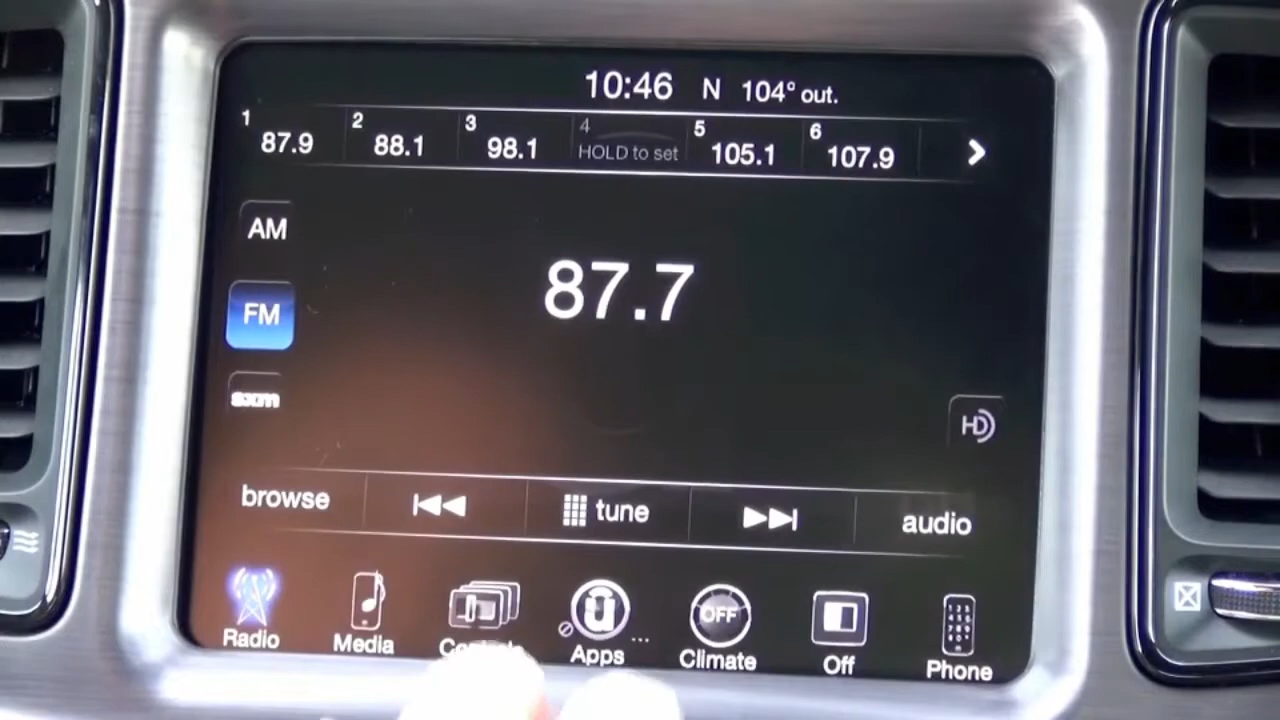 10:46 N 104° out.
1 87.9 2 88.1 3 98.1 4 HOLD to set 5 105.1 6 107.9
AM
87.7
FM
sxm
HD
browse tune audio
OFF
Radio Media Controls Apps ... Climate Off Phone